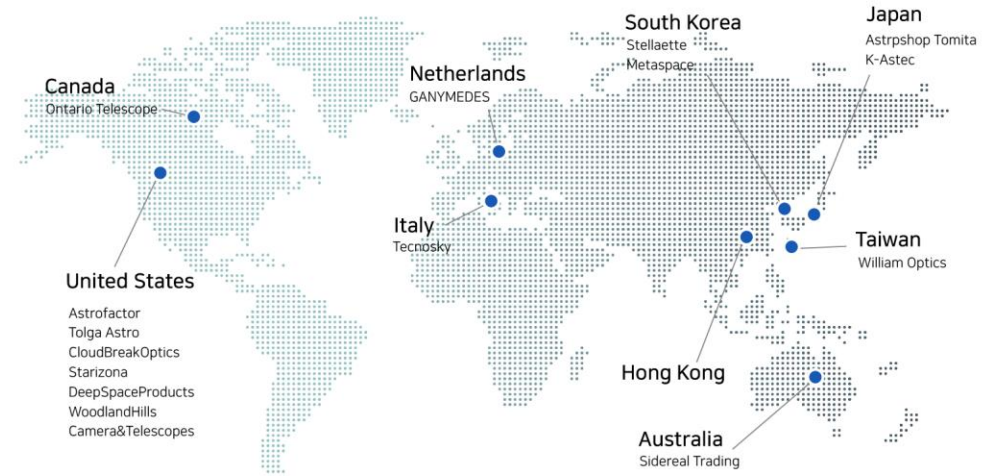 Canada
Ontario Telescope
United States
Astrofactor
Tolga Astro
CloudBreakOptics
Starizona
DeepSpaceProducts
WoodlandHills
Camera&Telescopes
Netherlands
GANYMEDES
Italy
Tecnosky
South Korea
Stellaette
Metaspace
Japan
Astrpshop Tomita
K-Astec
Taiwan
William Optics
Hong Kong
Australia
Sidereal Trading